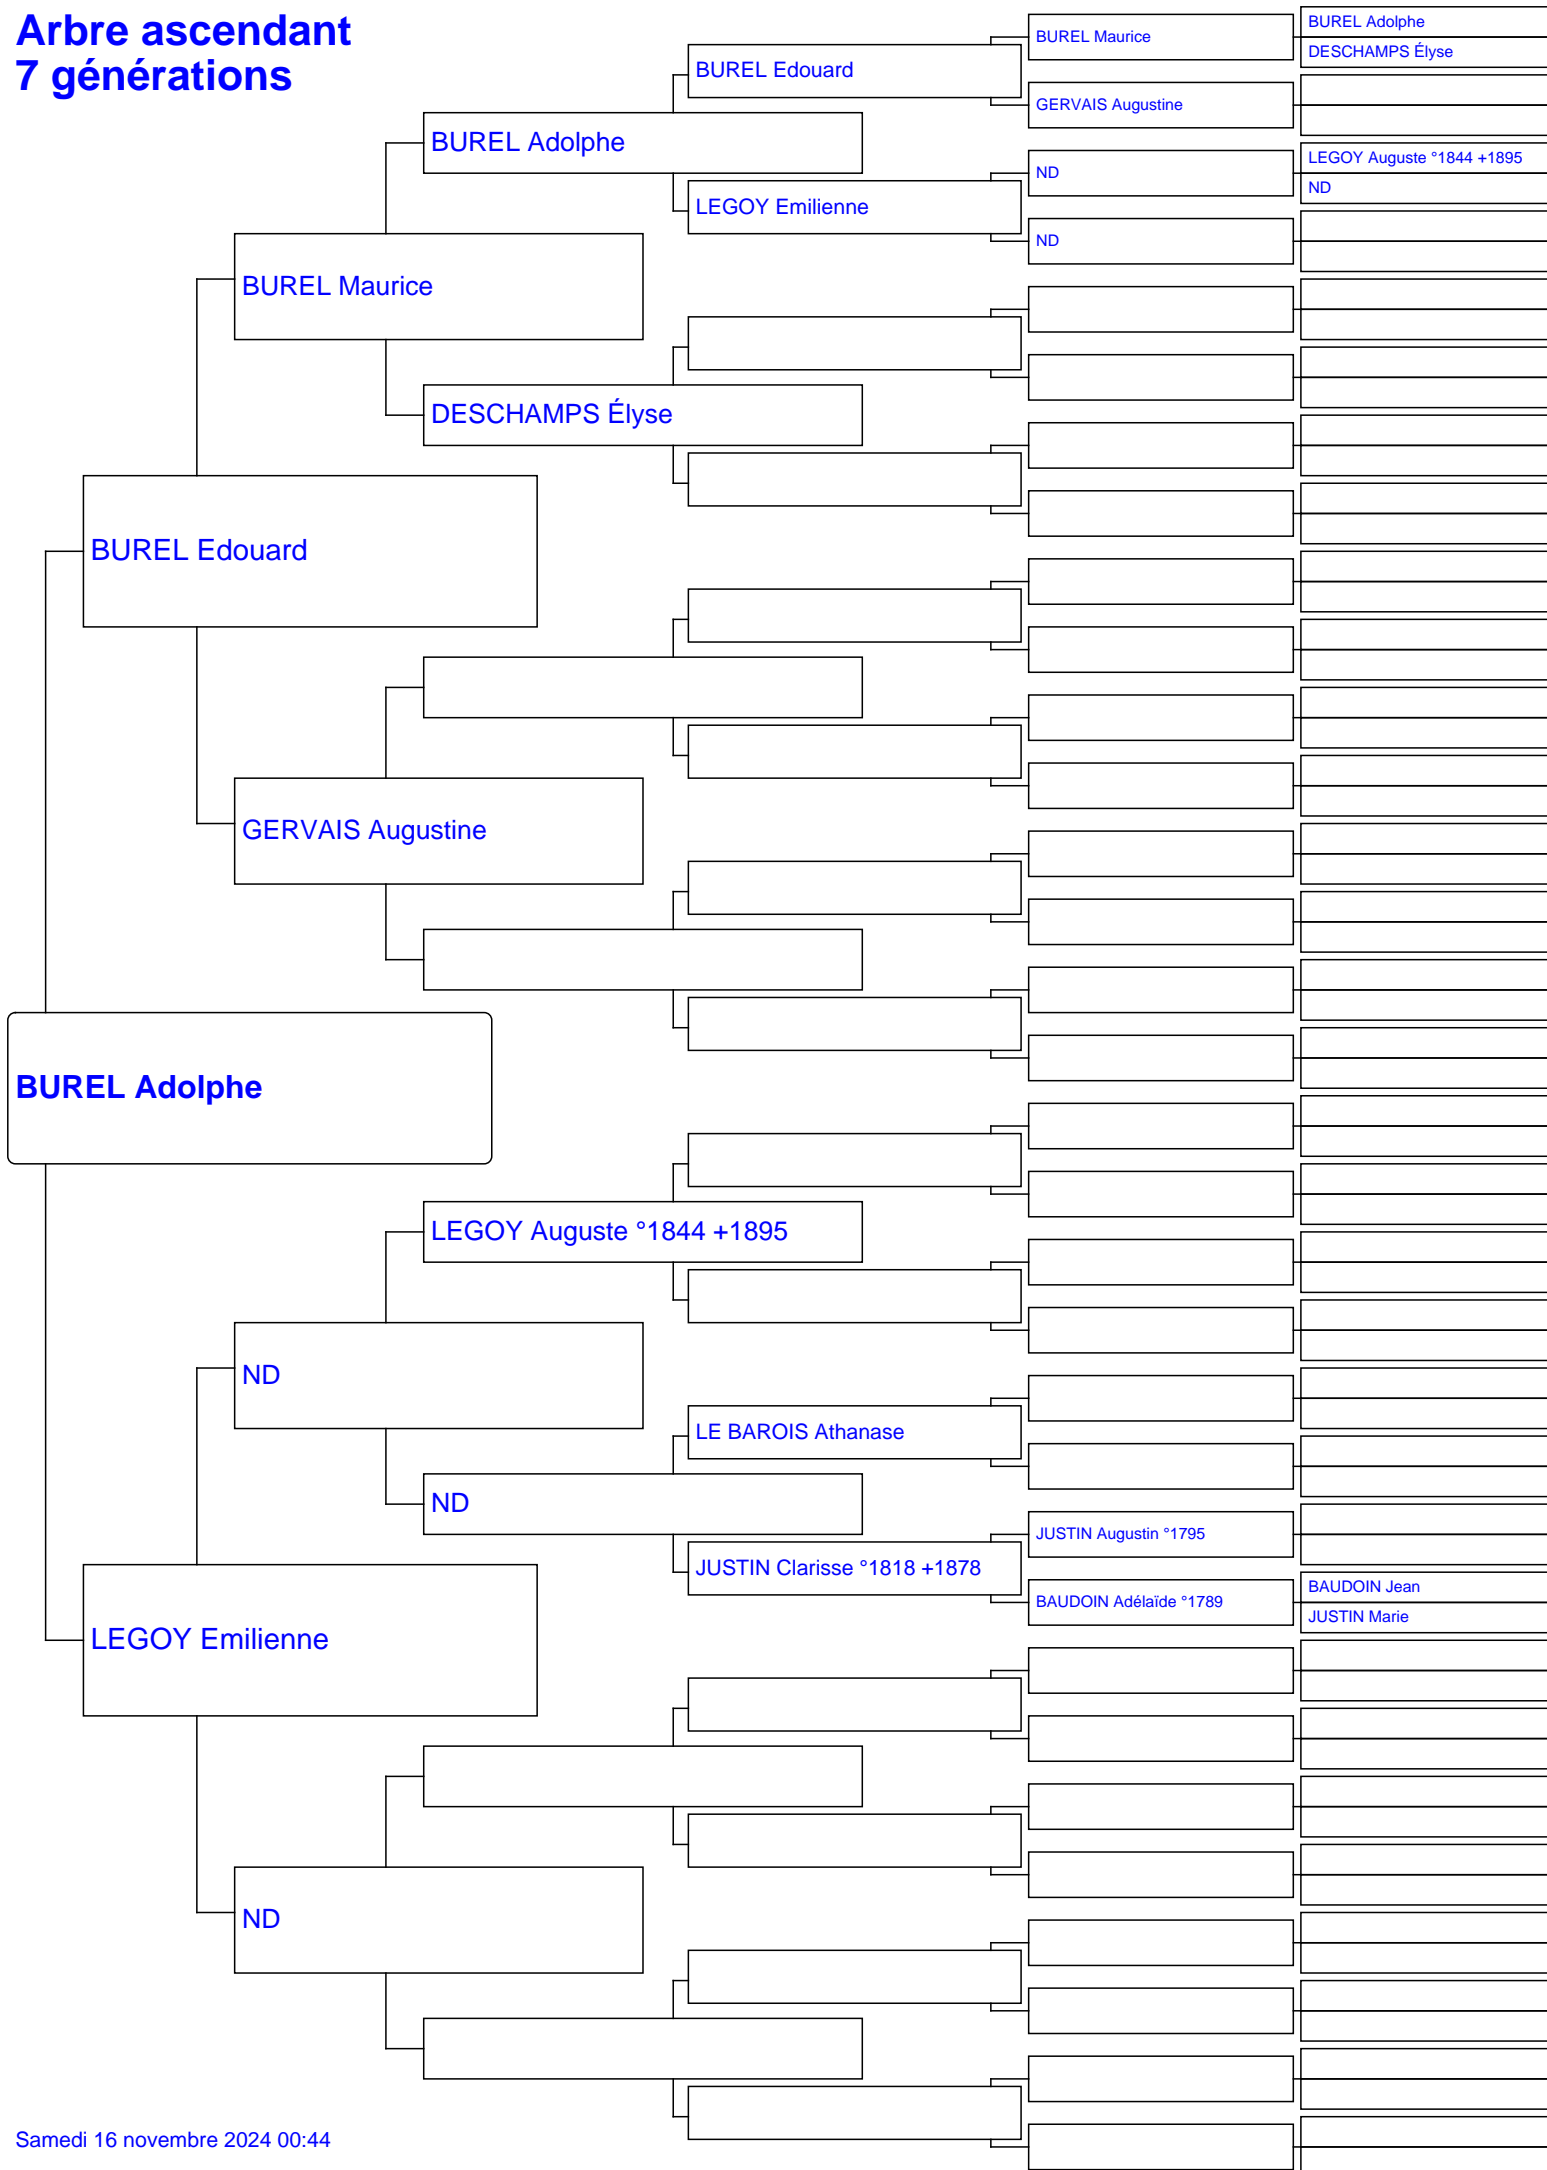 Arbre ascendant
7 générations
BUREL Adolphe
BUREL Maurice
DESCHAMPS Élyse
BUREL Edouard
GERVAIS Augustine
BUREL Adolphe
LEGOY Auguste °1844 +1895
ND
ND
LEGOY Emilienne
ND
BUREL Maurice
DESCHAMPS Élyse
BUREL Edouard
GERVAIS Augustine
BUREL Adolphe
LEGOY Auguste °1844 +1895
ND
LE BAROIS Athanase
ND
JUSTIN Augustin °1795
JUSTIN Clarisse °1818 +1878
BAUDOIN Jean
BAUDOIN Adélaïde °1789
JUSTIN Marie
LEGOY Emilienne
ND
Samedi 16 novembre 2024 00:44